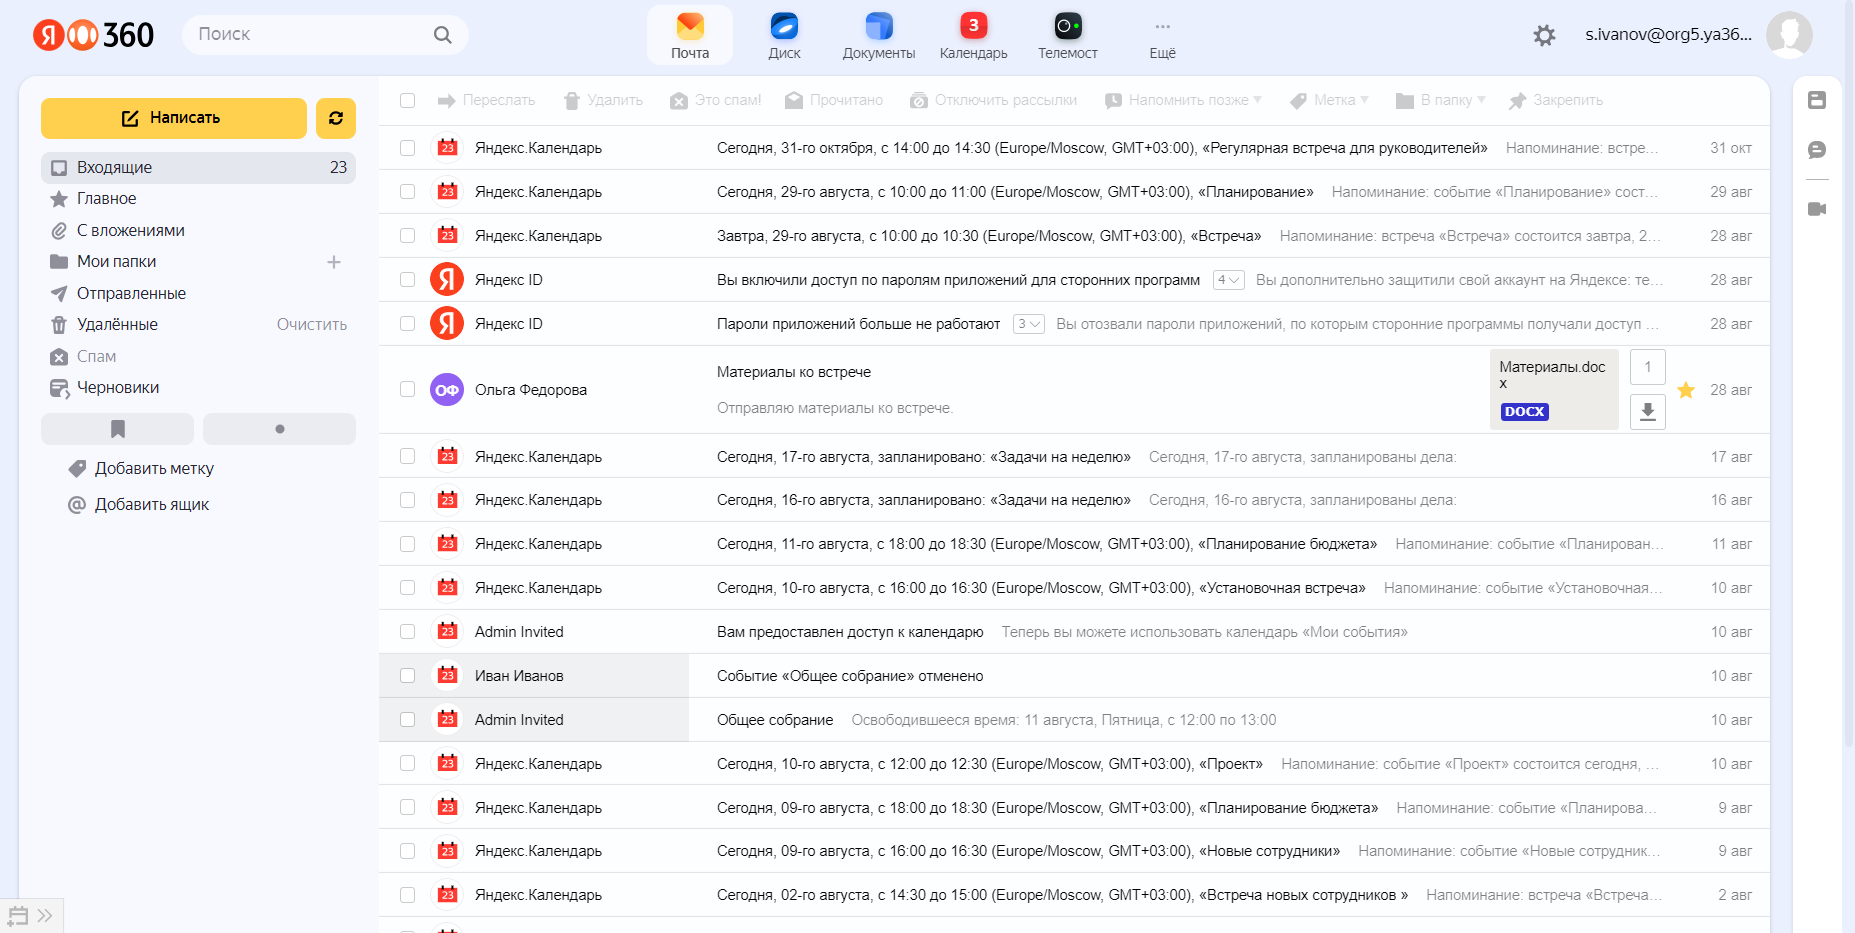 Я 360
Поиск
Почта
Диск
Документы
3
Календарь
Телемост
Ещё
s.ivanov@org5.ya36...
Написать
Входящие 23
Главное
С вложениями
Мои папки
Отправленные
Удалённые Очистить
Спам
Черновики
Добавить метку
Добавить ящик
Переслать Удалить Это спам! Прочитано Отключить рассылки Напомнить позже Метка В папку Закрепить
23 Яндекс.Календарь Сегодня, 31-го октября, с 14:00 до 14:30 (Europe/Moscow, GMT+03:00), «Регулярная встреча для руководителей» Напоминание: встре... 31 окт
23 Яндекс.Календарь Сегодня, 29-го августа, с 10:00 до 11:00 (Europe/Moscow, GMT+03:00), «Планирование» Напоминание: событие «Планирование» сост... 29 авг
23 Яндекс.Календарь Завтра, 29-го августа, с 10:00 до 10:30 (Europe/Moscow, GMT+03:00), «Встреча» Напоминание: встреча «Встреча» состоится завтра, 2... 28 авг
Я Яндекс ID Вы включили доступ по паролям приложений для сторонних программ 4 Вы дополнительно защитили свой аккаунт на Яндексе: те... 28 авг
Я Яндекс ID Пароли приложений больше не работают 3 Вы отозвали пароли приложений, по которым сторонние программы получали доступ ... 28 авг
ОФ Ольга Федорова Материалы ко встрече
Отправляю материалы ко встрече.
Материалы.doc
x
DOCX
1
28 авг
23 Яндекс.Календарь Сегодня, 17-го августа, запланировано: «Задачи на неделю» Сегодня, 17-го августа, запланированы дела: 17 авг
23 Яндекс.Календарь Сегодня, 16-го августа, запланировано: «Задачи на неделю» Сегодня, 16-го августа, запланированы дела: 16 авг
23 Яндекс.Календарь Сегодня, 11-го августа, с 18:00 до 18:30 (Europe/Moscow, GMT+03:00), «Планирование бюджета» Напоминание: событие «Планирован... 11 авг
23 Яндекс.Календарь Сегодня, 10-го августа, с 16:00 до 16:30 (Europe/Moscow, GMT+03:00), «Установочная встреча» Напоминание: событие «Установочная... 10 авг
23 Admin Invited Вам предоставлен доступ к календарю Теперь вы можете использовать календарь «Мои события» 10 авг
23 Иван Иванов Событие «Общее собрание» отменено 10 авг
23 Admin Invited Общее собрание Освободившееся время: 11 августа, Пятница, с 12:00 по 13:00 10 авг
23 Яндекс.Календарь Сегодня, 10-го августа, с 12:00 до 12:30 (Europe/Moscow, GMT+03:00), «Проект» Напоминание: событие «Проект» состоится сегодня, ... 10 авг
23 Яндекс.Календарь Сегодня, 09-го августа, с 18:00 до 18:30 (Europe/Moscow, GMT+03:00), «Планирование бюджета» Напоминание: событие «Планирова... 9 авг
23 Яндекс.Календарь Сегодня, 09-го августа, с 16:00 до 16:30 (Europe/Moscow, GMT+03:00), «Новые сотрудники» Напоминание: событие «Новые сотрудник... 9 авг
23 Яндекс.Календарь Сегодня, 02-го августа, с 14:30 до 15:00 (Europe/Moscow, GMT+03:00), «Встреча новых сотрудников » Напоминание: встреча «Встреча... 2 авг